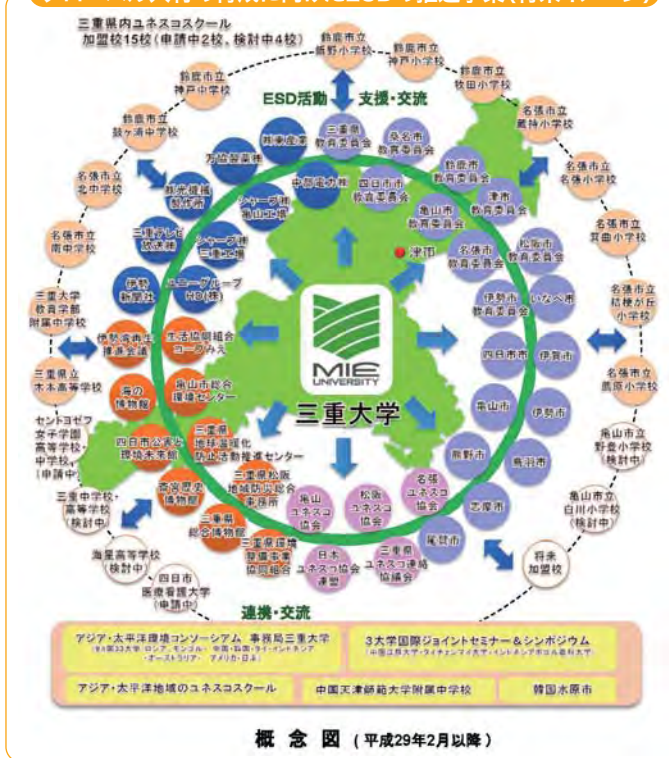 三重県内ユネスコスクール
加盟校15校(申請中2校、検討中4校)
鈴鹿市立
飯野小学校
鈴鹿市立
神戸小学校
鈴鹿市立
牧田小学校
名張市立
蔵持小学校
名張市立
名張小学校
名張市立
箕曲小学校
名張市立
桔梗が丘
小学校
名張市立
薦原小学校
亀山市立
野登小学校
(検討中)
亀山市立
白川小学校
(検討中)
将来
加盟校
鈴鹿市立
神戸中学校
鈴鹿市立
鼓ヶ浦中学校
名張市立
北中学校
名張市立
南中学校
三重大学
教育学部
附属中学校
三重県立
木本高等学校
セントヨゼフ
女子学園
高等学校・
中学校
(申請中)
三重中学校・
高等学校
(検討中)
海星高等学校
(検討中)
四日市
医療看護大学
(申請中)
ESD活動 支援・交流
万協製薬㈱
㈱東産業
三重県
教育委員会
桑名市
教育委員会
㈱光機械
製作所
シャープ㈱
亀山工場
中部電力㈱
四日市市
教育委員会
鈴鹿市
教育委員会
三重テレビ
放送㈱
シャープ㈱
三重工場
亀山市
教育委員会
津市
教育委員会
津市
名張市
教育委員会
松阪市
教育委員会
伊勢
新聞社
ユニーグループ
HD(株)
伊勢市
教育委員会
いなべ市
伊勢湾再生
推進会議
生活協同組合
コープみえ
MIE
UNIVERSITY
三重大学
四日市市
伊賀市
海の
博物館
亀山市総合
環境センター
亀山市
伊勢市
四日市公害と
環境未来館
三重県
地球温暖化
防止活動推進センター
熊野市
鳥羽市
斎宮歴史
博物館
三重県松阪
地域防災総合
事務所
亀山
ユネスコ
協会
松阪
ユネスコ
協会
名張
ユネスコ
協会
志摩市
三重県
総合博物館
三重県環境
整備事業
協同組合
日本
ユネスコ協会
連盟
三重県
ユネスコ連絡
協議会
尾鷲市
連携・交流
アジア・太平洋環境コンソーシアム 事務局三重大学
3大学国際ジョイントセミナー&シンポジウム
アジア・太平洋地域のユネスコスクール
中国天津師範大学附属中学校
韓国水原市
概 念 図 (平成29年2月以降)